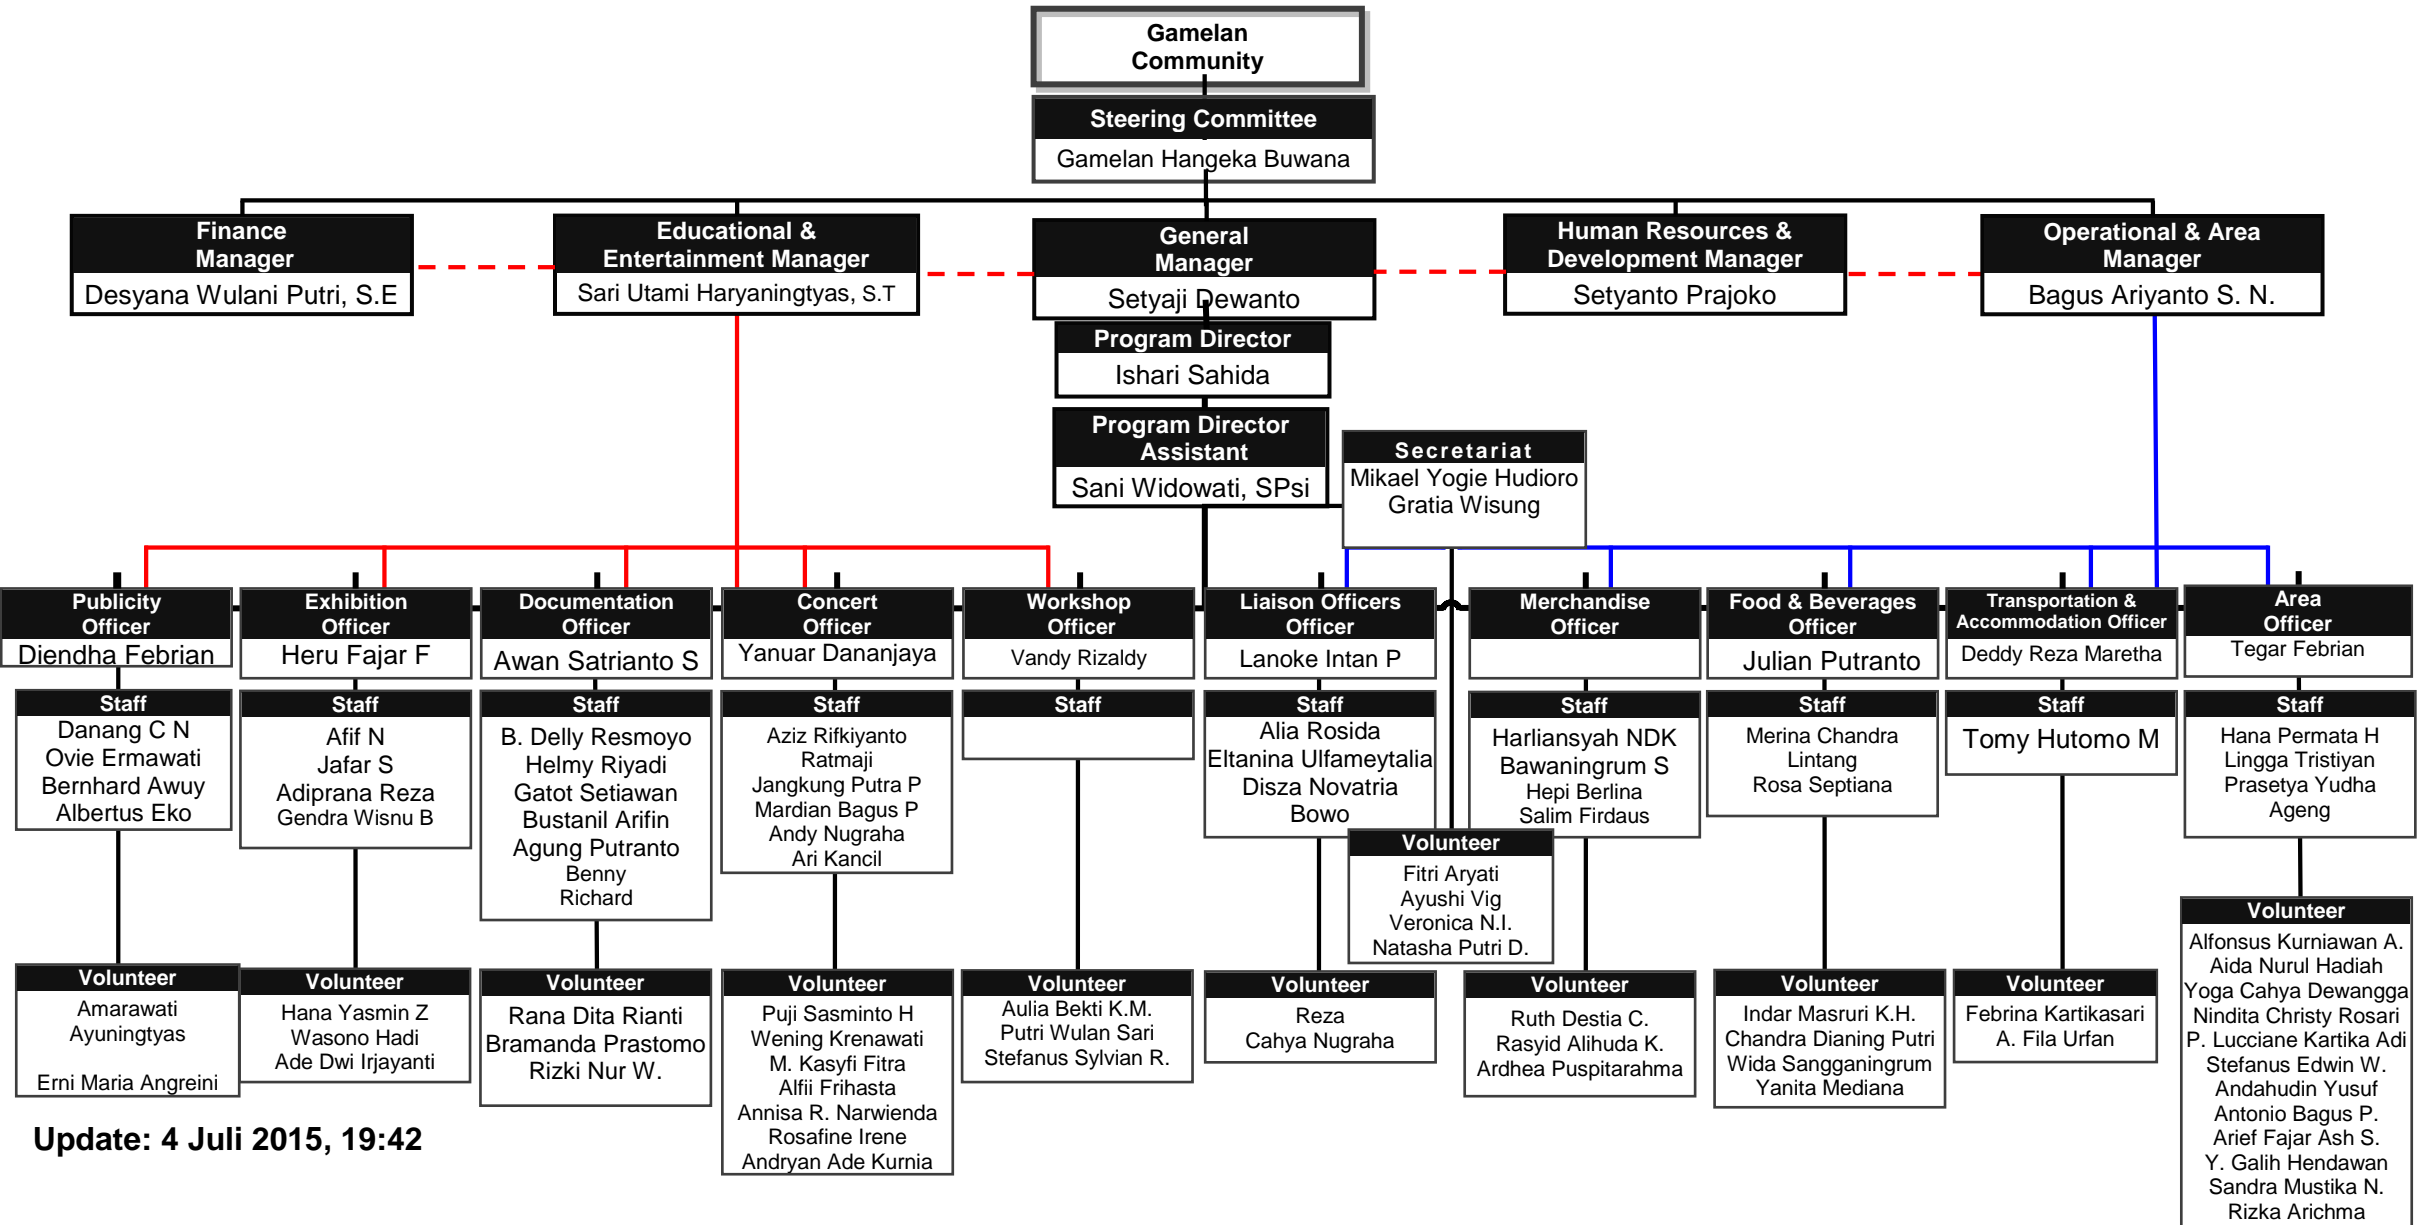 Gamelan
Community
Steering Committee
Gamelan Hangeka Buwana
Finance
Manager
Desyana Wulani Putri, S.E
Educational &
Entertainment Manager
Sari Utami Haryaningtyas, S.T
General
Manager
Setyaji Dewanto
Human Resources &
Development Manager
Setyanto Prajoko
Operational & Area
Manager
Bagus Ariyanto S. N.
Program Director
Ishari Sahida
Program Director
Assistant
Sani Widowati, SPsi
Secretariat
Mikael Yogie Hudioro
Gratia Wisung
Publicity
Officer
Diendha Febrian
Exhibition
Officer
Heru Fajar F
Documentation
Officer
Awan Satrianto S
Concert
Officer
Yanuar Dananjaya
Workshop
Officer
Vandy Rizaldy
Liaison Officers
Officer
Lanoke Intan P
Merchandise
Officer
Food & Beverages
Officer
Julian Putranto
Transportation &
Accommodation Officer
Deddy Reza Maretha
Area
Officer
Tegar Febrian
Staff
Danang C N
Ovie Ermawati
Bernhard Awuy
Albertus Eko
Staff
Afif N
Jafar S
Adiprana Reza
Gendra Wisnu B
Staff
B. Delly Resmoyo
Helmy Riyadi
Gatot Setiawan
Bustanil Arifin
Agung Putranto
Benny
Richard
Staff
Aziz Rifkiyanto
Ratmaji
Jangkung Putra P
Mardian Bagus P
Andy Nugraha
Ari Kancil
Staff
Staff
Alia Rosida
Eltanina Ulfameytalia
Disza Novatria
Bowo
Staff
Harliansyah NDK
Bawaningrum S
Hepi Berlina
Salim Firdaus
Staff
Merina Chandra
Lintang
Rosa Septiana
Staff
Tomy Hutomo M
Staff
Hana Permata H
Lingga Tristiyan
Prasetya Yudha
Ageng
Volunteer
Fitri Aryati
Ayushi Vig
Veronica N.I.
Natasha Putri D.
Volunteer
Amarawati
Ayuningtyas
Erni Maria Angreini
Volunteer
Hana Yasmin Z
Wasono Hadi
Ade Dwi Irjayanti
Volunteer
Rana Dita Rianti
Bramanda Prastomo
Rizki Nur W.
Volunteer
Puji Sasminto H
Wening Krenawati
M. Kasyfi Fitra
Alfii Frihasta
Annisa R. Narwienda
Rosafine Irene
Andryan Ade Kurnia
Volunteer
Aulia Bekti K.M.
Putri Wulan Sari
Stefanus Sylvian R.
Volunteer
Reza
Cahya Nugraha
Volunteer
Ruth Destia C.
Rasyid Alihuda K.
Ardhea Puspitarahma
Volunteer
Indar Masruri K.H.
Chandra Dianing Putri
Wida Sangganingrum
Yanita Mediana
Volunteer
Febrina Kartikasari
A. Fila Urfan
Volunteer
Alfonsus Kurniawan A.
Aida Nurul Hadiah
Yoga Cahya Dewangga
Nindita Christy Rosari
P. Lucciane Kartika Adi
Stefanus Edwin W.
Andahudin Yusuf
Antonio Bagus P.
Arief Fajar Ash S.
Y. Galih Hendawan
Sandra Mustika N.
Rizka Arichma
Update: 4 Juli 2015, 19:42